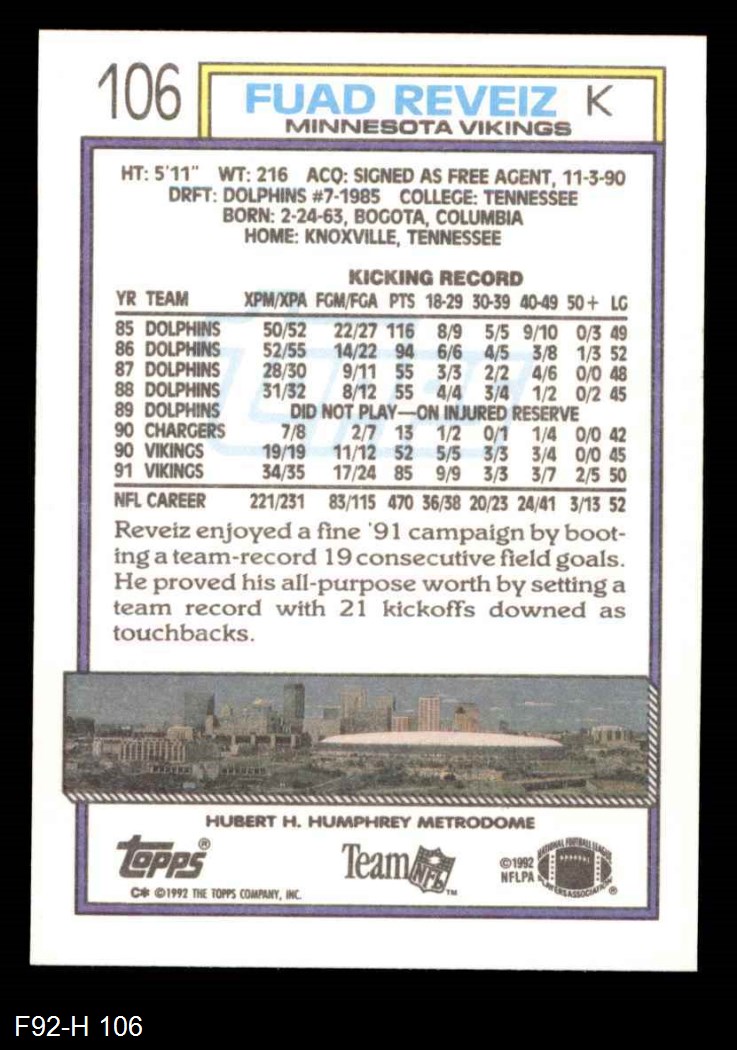 106
FUAD REVEIZ K
MINNESOTA VIKINGS
HT: 5'11" WT: 216 ACQ: SIGNED AS FREE AGENT, 11-3-90
DRFT: DOLPHINS #7-1985 COLLEGE: TENNESSEE
BORN: 2-24-63, BOGOTA, COLUMBIA
HOME: KNOXVILLE, TENNESSEE
KICKING RECORD
YR TEAM XPM/XPA FGM/FGA PTS 18-29 30-39 40-49 50+ LG
85 DOLPHINS 50/52 22/27 116 8/9 5/5 9/10 0/3 49
86 DOLPHINS 52/55 14/22 94 6/6 4/5 3/8 1/3 52
87 DOLPHINS 28/30 9/11 55 3/3 2/2 4/6 0/0 48
88 DOLPHINS 31/32 8/12 55 4/4 3/4 1/2 0/2 45
89 DOLPHINS DID NOT PLAY—ON INJURED RESERVE
90 CHARGERS 7/8 2/7 13 1/2 0/1 1/4 0/0 42
90 VIKINGS 19/19 11/12 52 5/5 3/3 3/4 0/0 45
91 VIKINGS 34/35 17/24 85 9/9 3/3 3/7 2/5 50
NFL CAREER 221/231 83/115 470 36/38 20/23 24/41 3/13 52
Reveiz enjoyed a fine '91 campaign by boot-
ing a team-record 19 consecutive field goals.
He proved his all-purpose worth by setting a
team record with 21 kickoffs downed as
touchbacks.
HUBERT H. HUMPHREY METRODOME
Topps®
C* ©1992 THE TOPPS COMPANY, INC.
Team NFL™
©1992
NFLPA
NATIONAL FOOTBALL LEAGUE
PLAYERS ASSOCIATION ®
F92-H 106